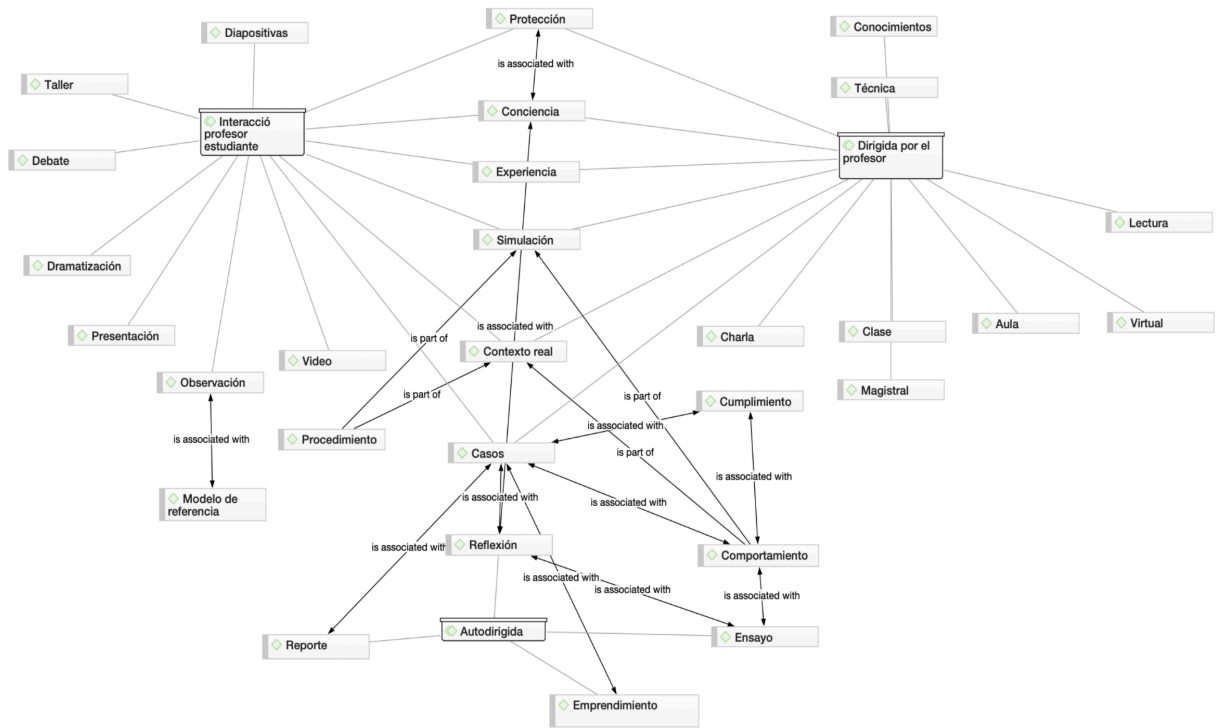 Protección
Diapositivas
Conocimientos
is associated with
Taller
Técnica
Conciencia
Interacció
profesor
estudiante
Dirigida por el
profesor
Debate
Experiencia
Lectura
Simulación
Dramatización
Presentación
is associated with
Charla
Clase
Aula
Virtual
is part of
Contexto real
Video
Observación
Magistral
is part of
is part of
Cumplimiento
is associated with
is associated with
Procedimiento
Casos
is part of
is associated with
Modelo de
referencia
is associated with
is associated with
is associated with
Reflexión
Comportamiento
is associated with
is associated with
Autodirigida
Ensayo
Reporte
Emprendimiento